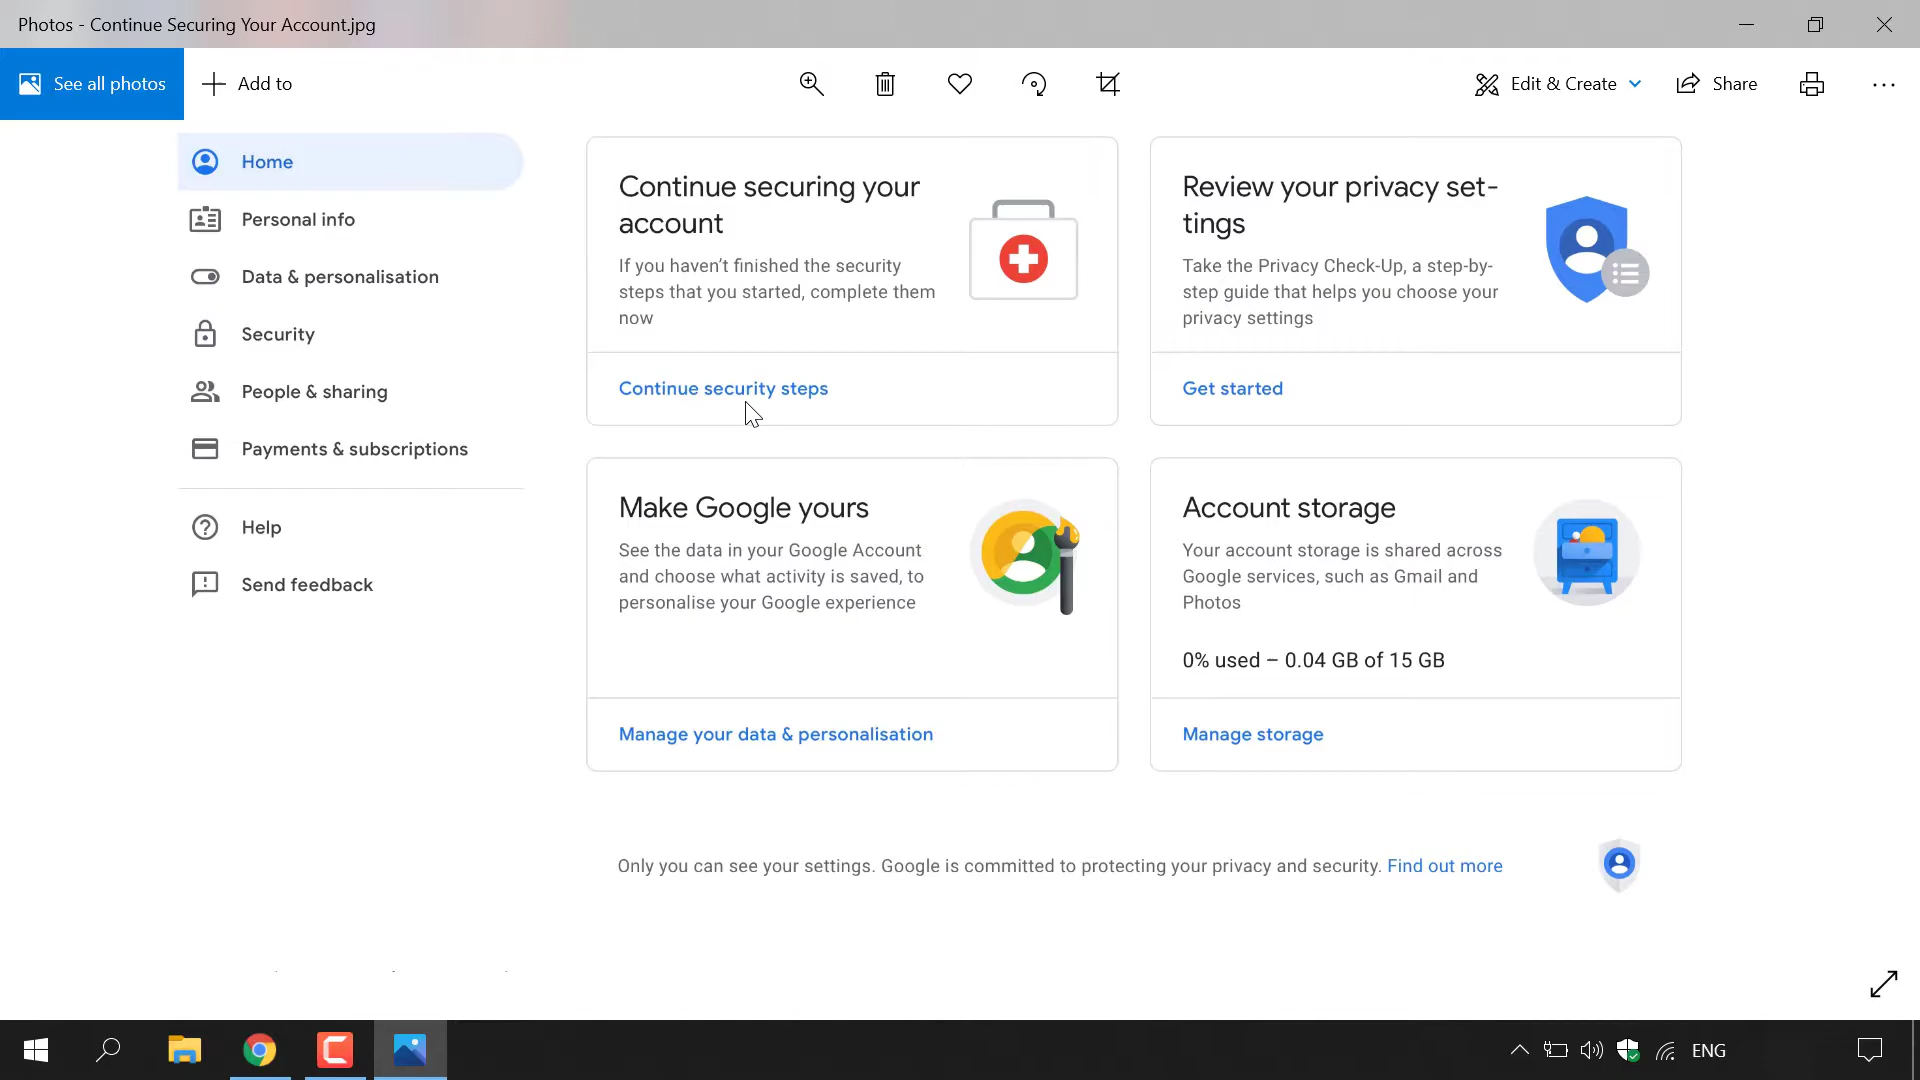 Photos - Continue Securing Your Account.jpg
See all photos
Add to
Edit & Create
Share
Home
Personal info
Data & personalisation
Security
People & sharing
Payments & subscriptions
Help
Send feedback
Continue securing your
account
If you haven’t finished the security
steps that you started, complete them
now
Continue security steps
Review your privacy set-
tings
Take the Privacy Check-Up, a step-by-
step guide that helps you choose your
privacy settings
Get started
Make Google yours
See the data in your Google Account
and choose what activity is saved, to
personalise your Google experience
Manage your data & personalisation
Account storage
Your account storage is shared across
Google services, such as Gmail and
Photos
0% used – 0.04 GB of 15 GB
Manage storage
Only you can see your settings. Google is committed to protecting your privacy and security. Find out more
ENG